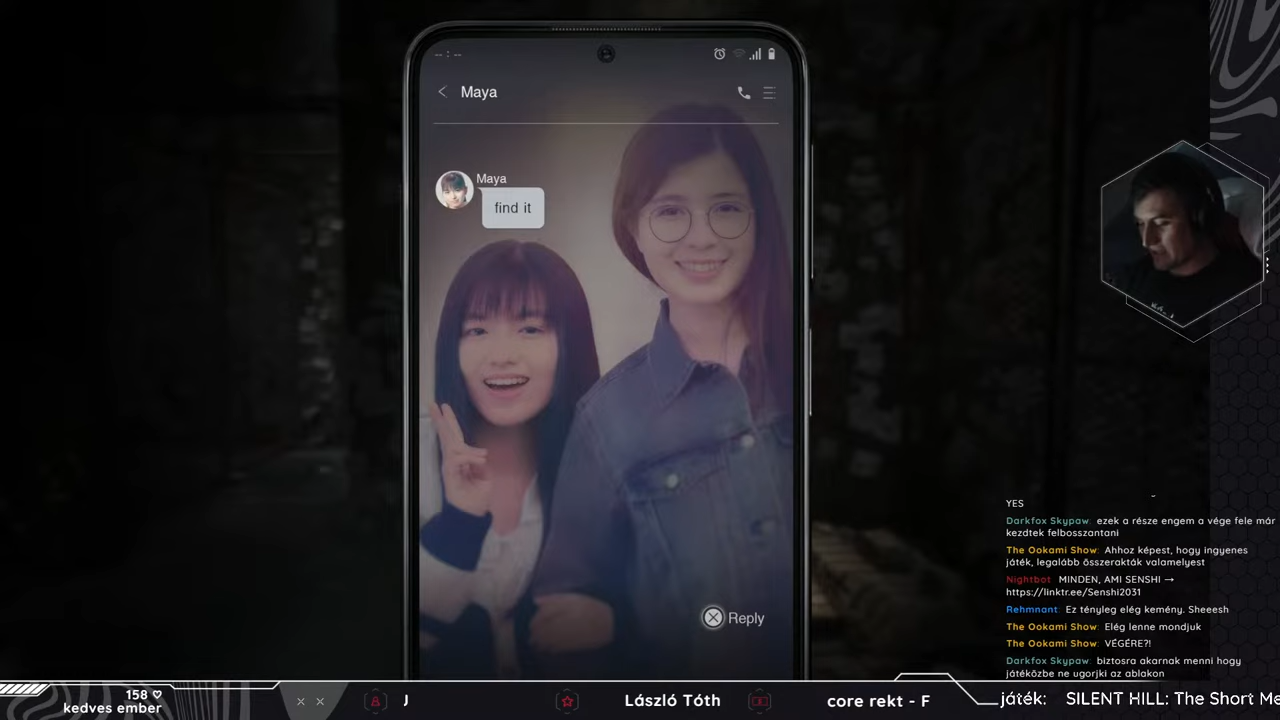 -- : --
Maya
Maya
find it
Reply
YES
Darkfox Skypaw: ezek a része engem a vége fele már
kezdtek felbosszantani
The Ookami Show: Ahhoz képest, hogy ingyenes
játék, legalább összerakták valamelyest
Nightbot MINDEN, AMI SENSHI →
https://linktr.ee/Senshi2031
Rehmnant: Ez tényleg elég kemény. Sheeesh
The Ookami Show: Elég lenne mondjuk
The Ookami Show: VÉGÉRE?!
Darkfox Skypaw: biztosra akarnak menni hogy
játéközbe ne ugorjki az ablakon
158 ♡
kedves ember
J
László Tóth
core rekt - F
játék: SILENT HILL: The Short Me